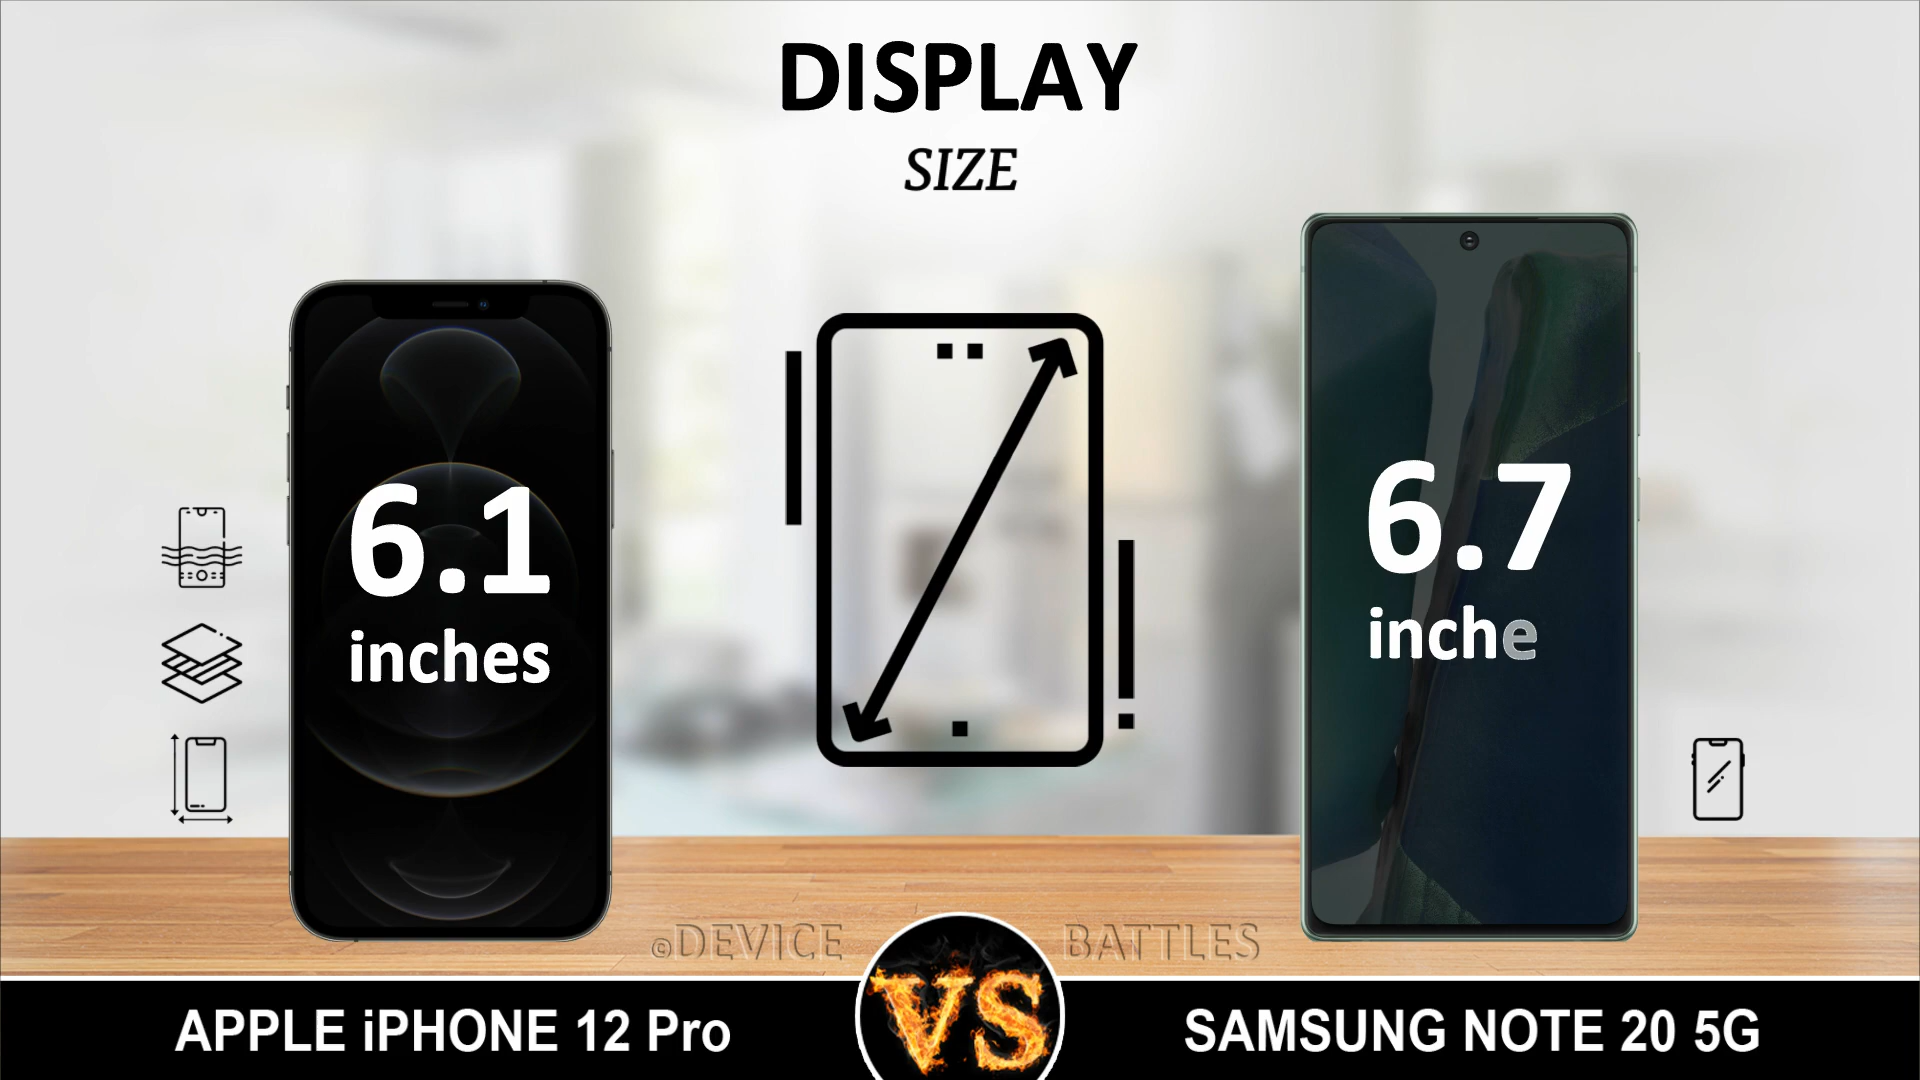 DISPLAY
SIZE
6.1
inches
6.7
inche
©DEVICE BATTLES
VS
APPLE iPHONE 12 Pro
SAMSUNG NOTE 20 5G